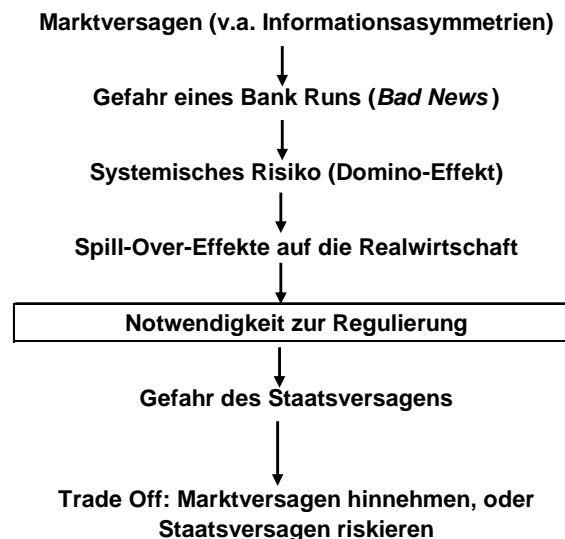 Marktversagen (v.a. Informationsasymmetrien)
Gefahr eines Bank Runs (Bad News)
Systemisches Risiko (Domino-Effekt)
Spill-Over-Effekte auf die Realwirtschaft
Notwendigkeit zur Regulierung
Gefahr des Staatsversagens
Trade Off: Marktversagen hinnehmen, oder
Staatsversagen riskieren